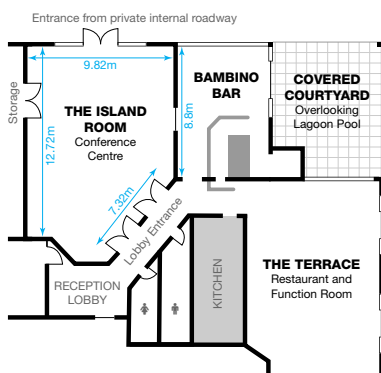 Entrance from private internal roadway
9.82m
Storage
12.72m
THE ISLAND
ROOM
Conference
Centre
8.8m
BAMBINO
BAR
COVERED
COURTYARD
Overlooking
Lagoon Pool
7.32m
Lobby Entrance
RECEPTION
LOBBY
KITCHEN
THE TERRACE
Restaurant and
Function Room